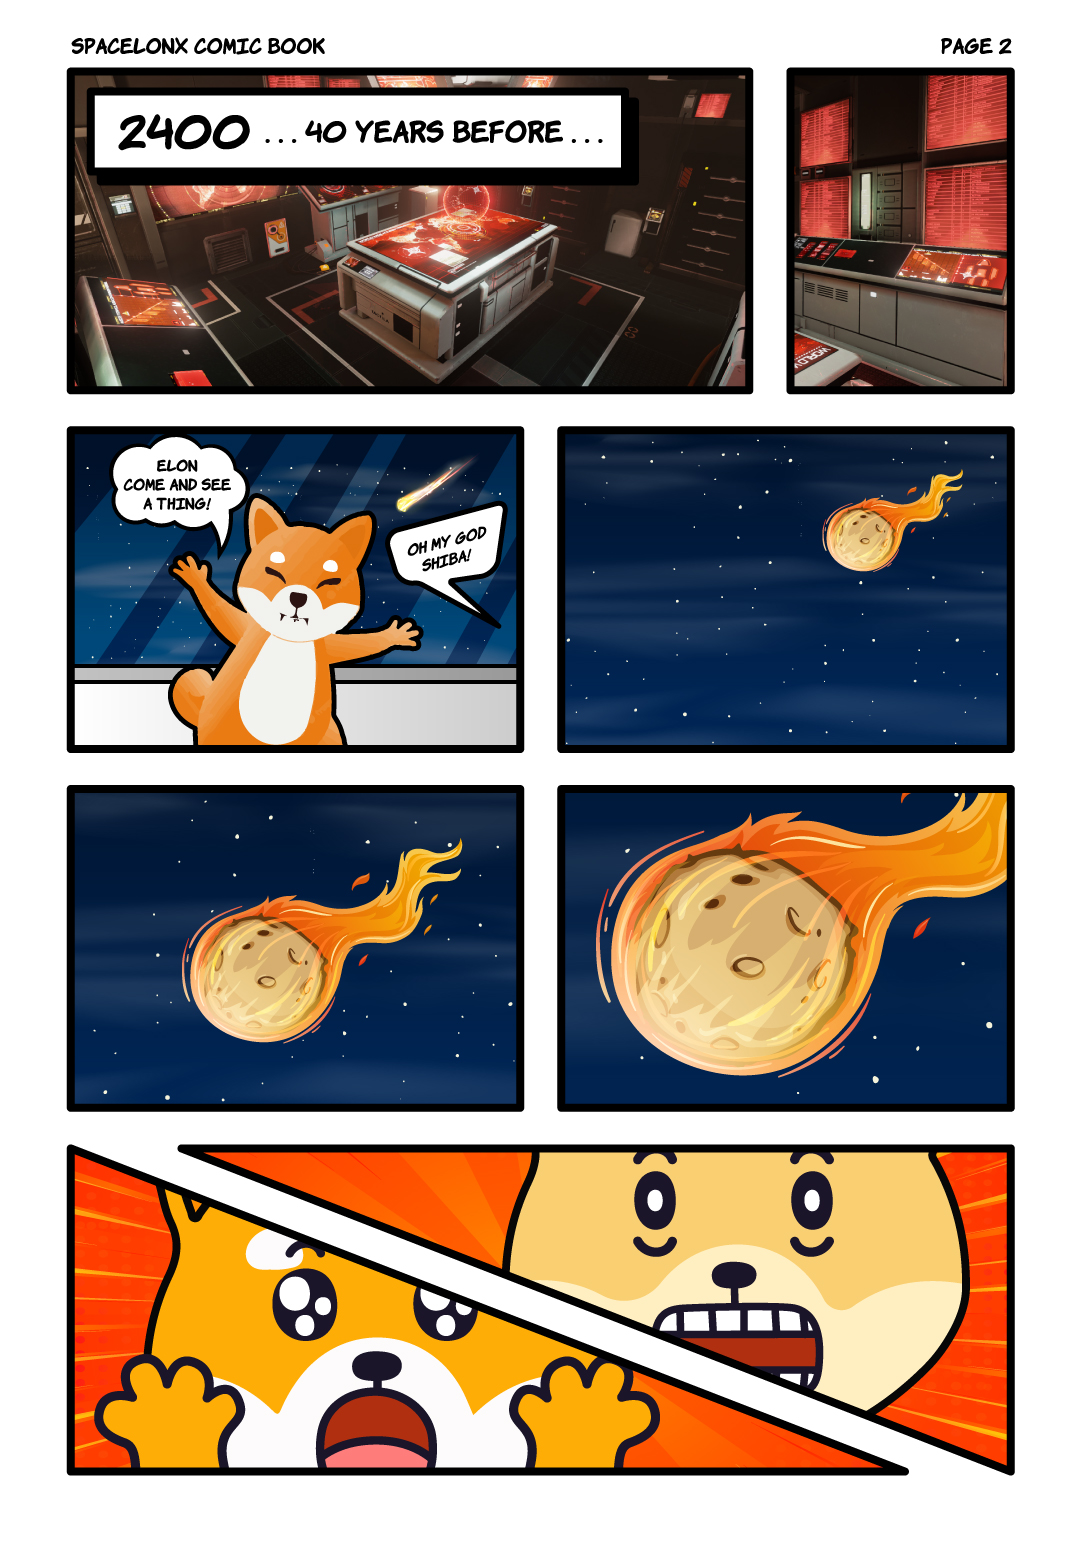 SPACELONX COMIC BOOK
PAGE 2
2400 ... 40 YEARS BEFORE ...
ELON
COME AND SEE
A THING!
OH MY GOD
SHIBA!